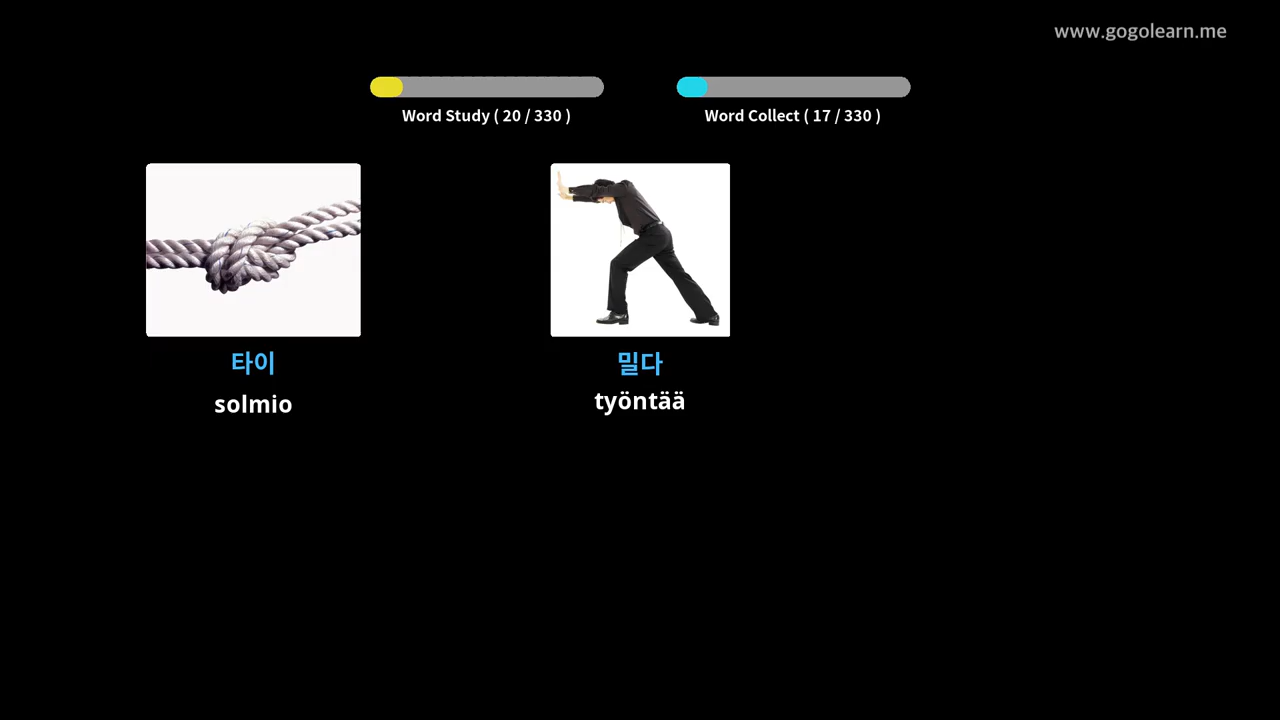 www.gogolearn.me
Word Study ( 20 / 330 )
Word Collect ( 17 / 330 )
타이
solmio
밀다
työntää